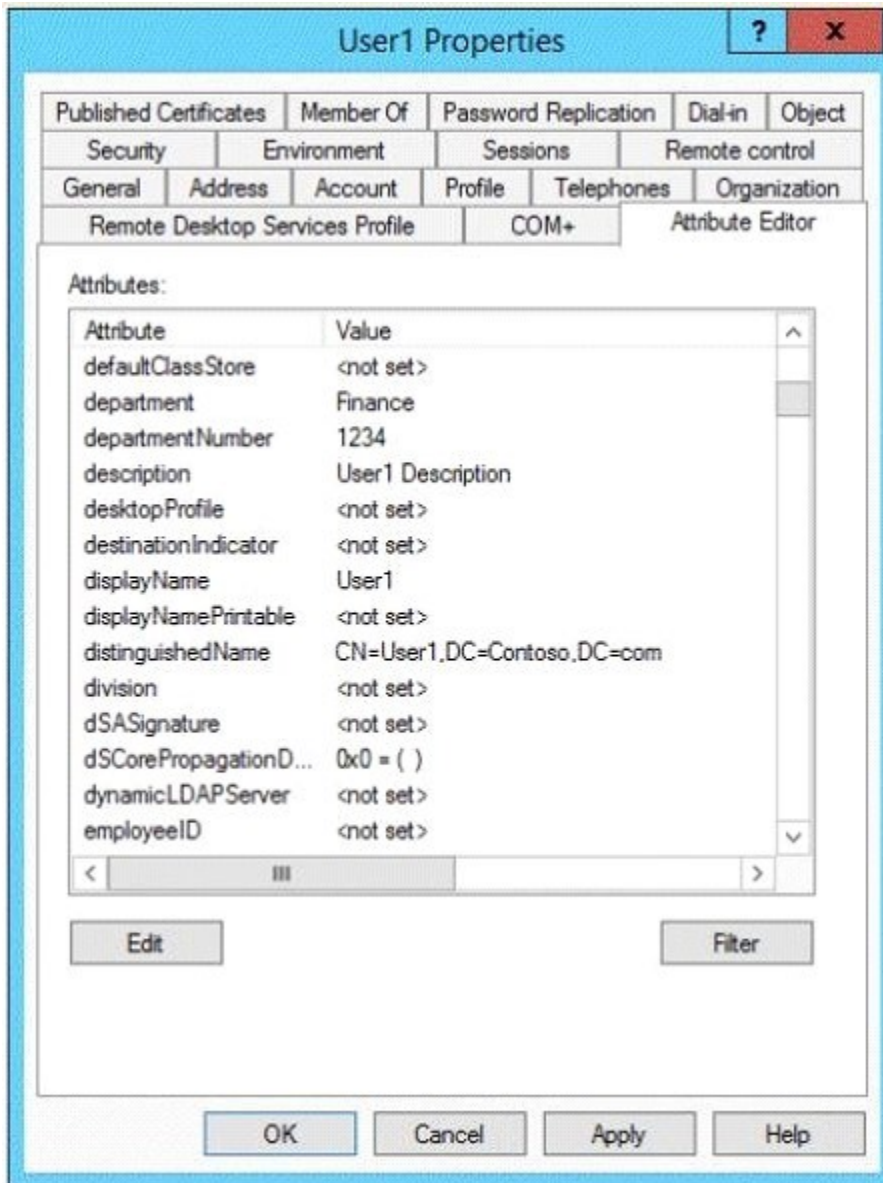 User1 Properties
? x
Published Certificates Member Of Password Replication Dial-in Object
Security Environment Sessions Remote control
General Address Account Profile Telephones Organization
Remote Desktop Services Profile COM+ Attribute Editor
Attributes:
Attribute Value
defaultClassStore <not set>
department Finance
departmentNumber 1234
description User1 Description
desktopProfile <not set>
destinationIndicator <not set>
displayName User1
displayNamePrintable <not set>
distinguishedName CN=User1,DC=Contoso,DC=com
division <not set>
dSASignature <not set>
dSCorePropagationD... 0x0 = ( )
dynamicLDAPServer <not set>
employeeID <not set>
Edit Filter
OK Cancel Apply Help